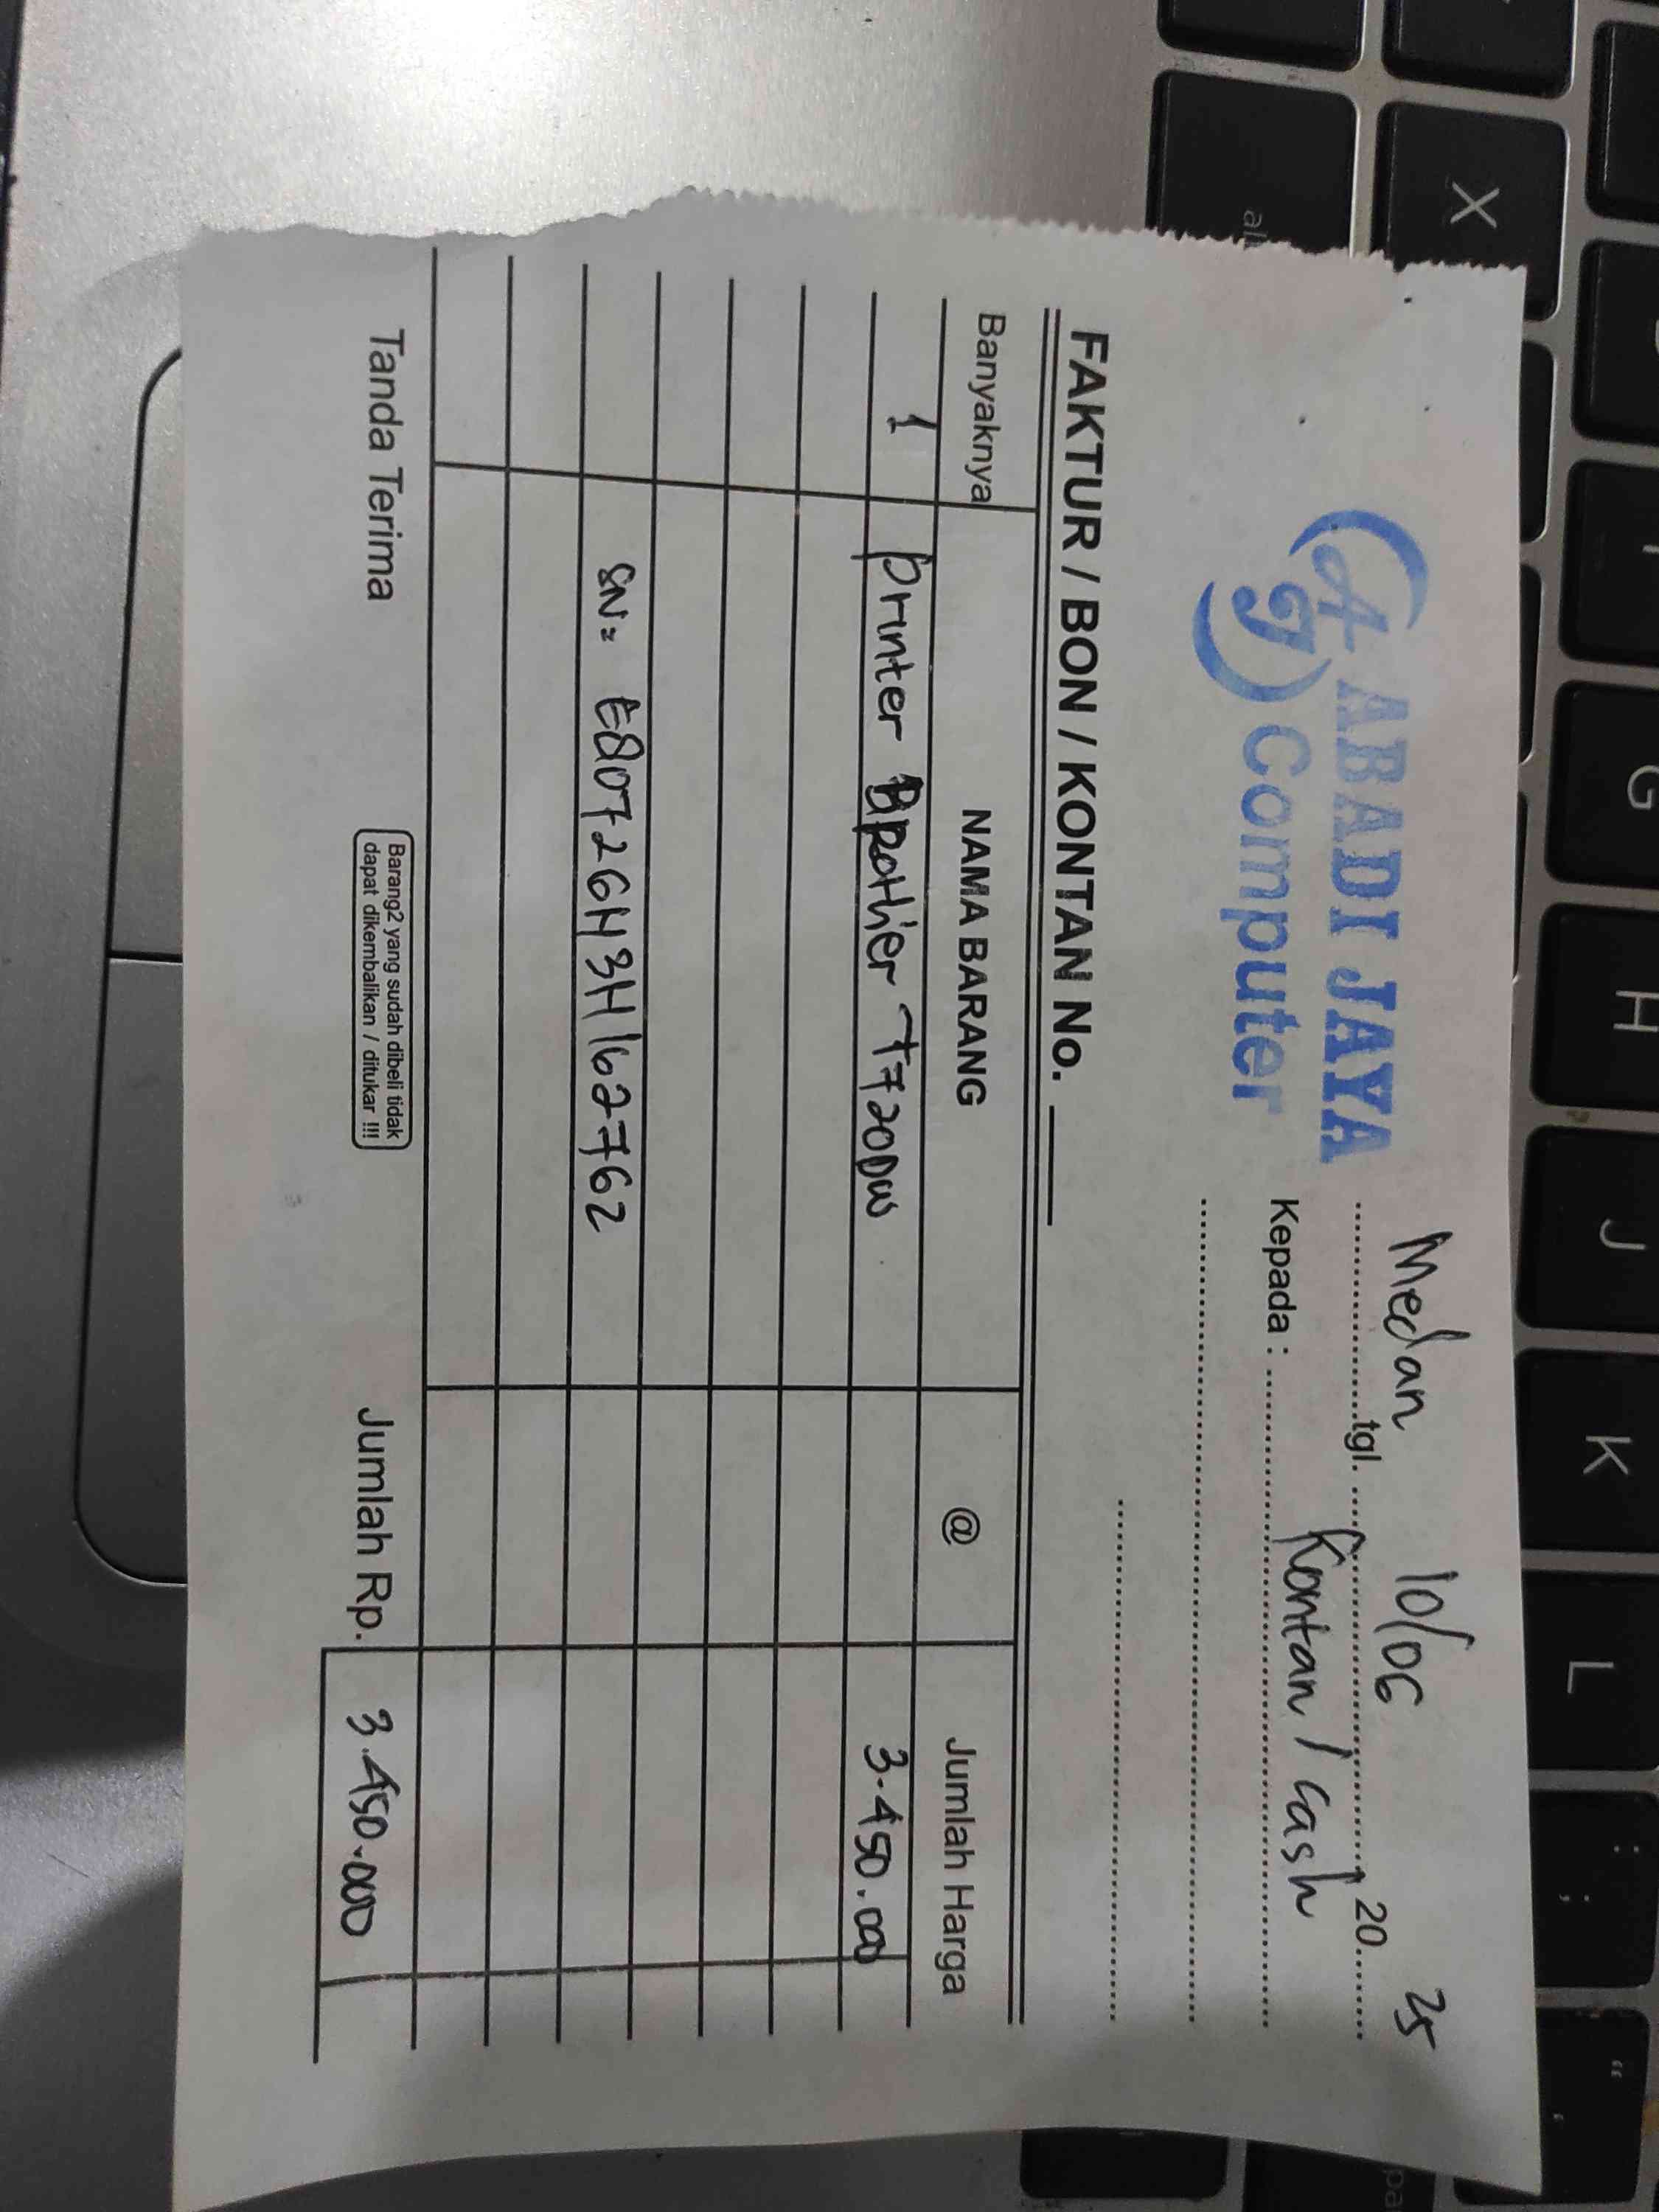 AJ ABADI JAYA
Computer
Medan tgl. 10/06 20 25
Kepada : Kontan / cash
FAKTUR / BON / KONTAN No.
Banyaknya NAMA BARANG @ Jumlah Harga
1 Printer Brother T720DW 3.450.000
SN= E80726H3H162762
Tanda Terima
Barang2 yang sudah dibeli tidak
dapat dikembalikan / ditukar !!!
Jumlah Rp. 3.450.000
X
G
H
J
K
L
: ;
" '